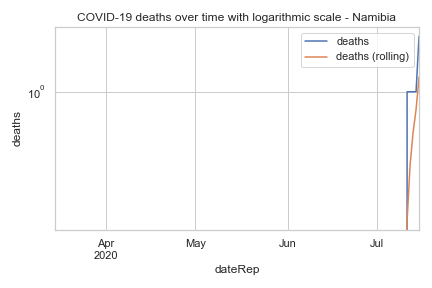 COVID-19 deaths over time with logarithmic scale - Namibia
deaths
deaths (rolling)
10⁰
deaths
Apr
2020
May
Jun
Jul
dateRep